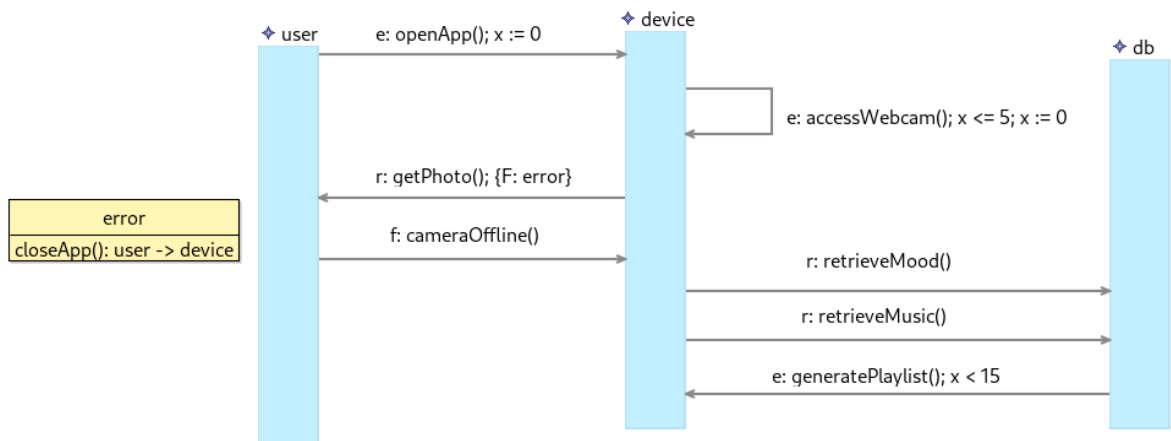 user
e: openApp(); x := 0
device
db
e: accessWebcam(); x <= 5; x := 0
r: getPhoto(); {F: error}
error
closeApp(): user -> device
f: cameraOffline()
r: retrieveMood()
r: retrieveMusic()
e: generatePlaylist(); x < 15